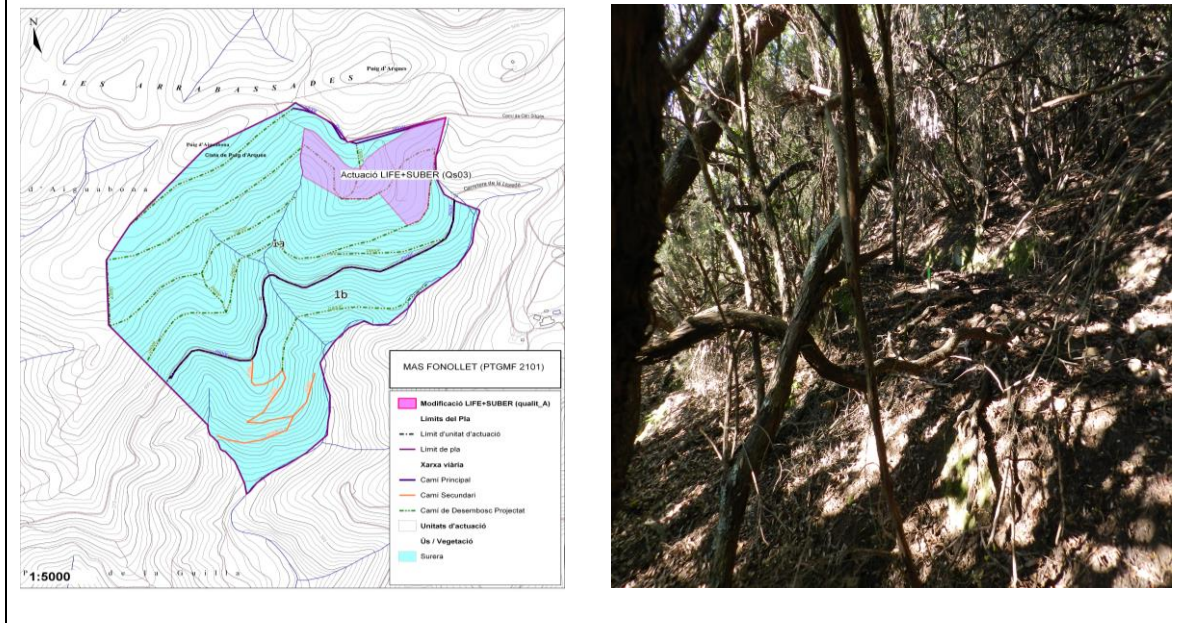 N
LES ARRABASSADES
Puig d'Arques
Puig d'Aiguabona
Cista de Puig d'Arques
d'Aiguabona
Actuació LIFE+SUBER (Qs03)
1a
1b
MAS FONOLLET (PTGMF 2101)
Modificació LIFE+SUBER (qualit_A)
Límits del Pla
Límit d'unitat d'actuació
Límit de pla
Xarxa viària
Camí Principal
Camí Secundari
Camí de Desembosc Projectat
Unitats d'actuació
Ús / Vegetació
Surera
1:5000
de la Guilla